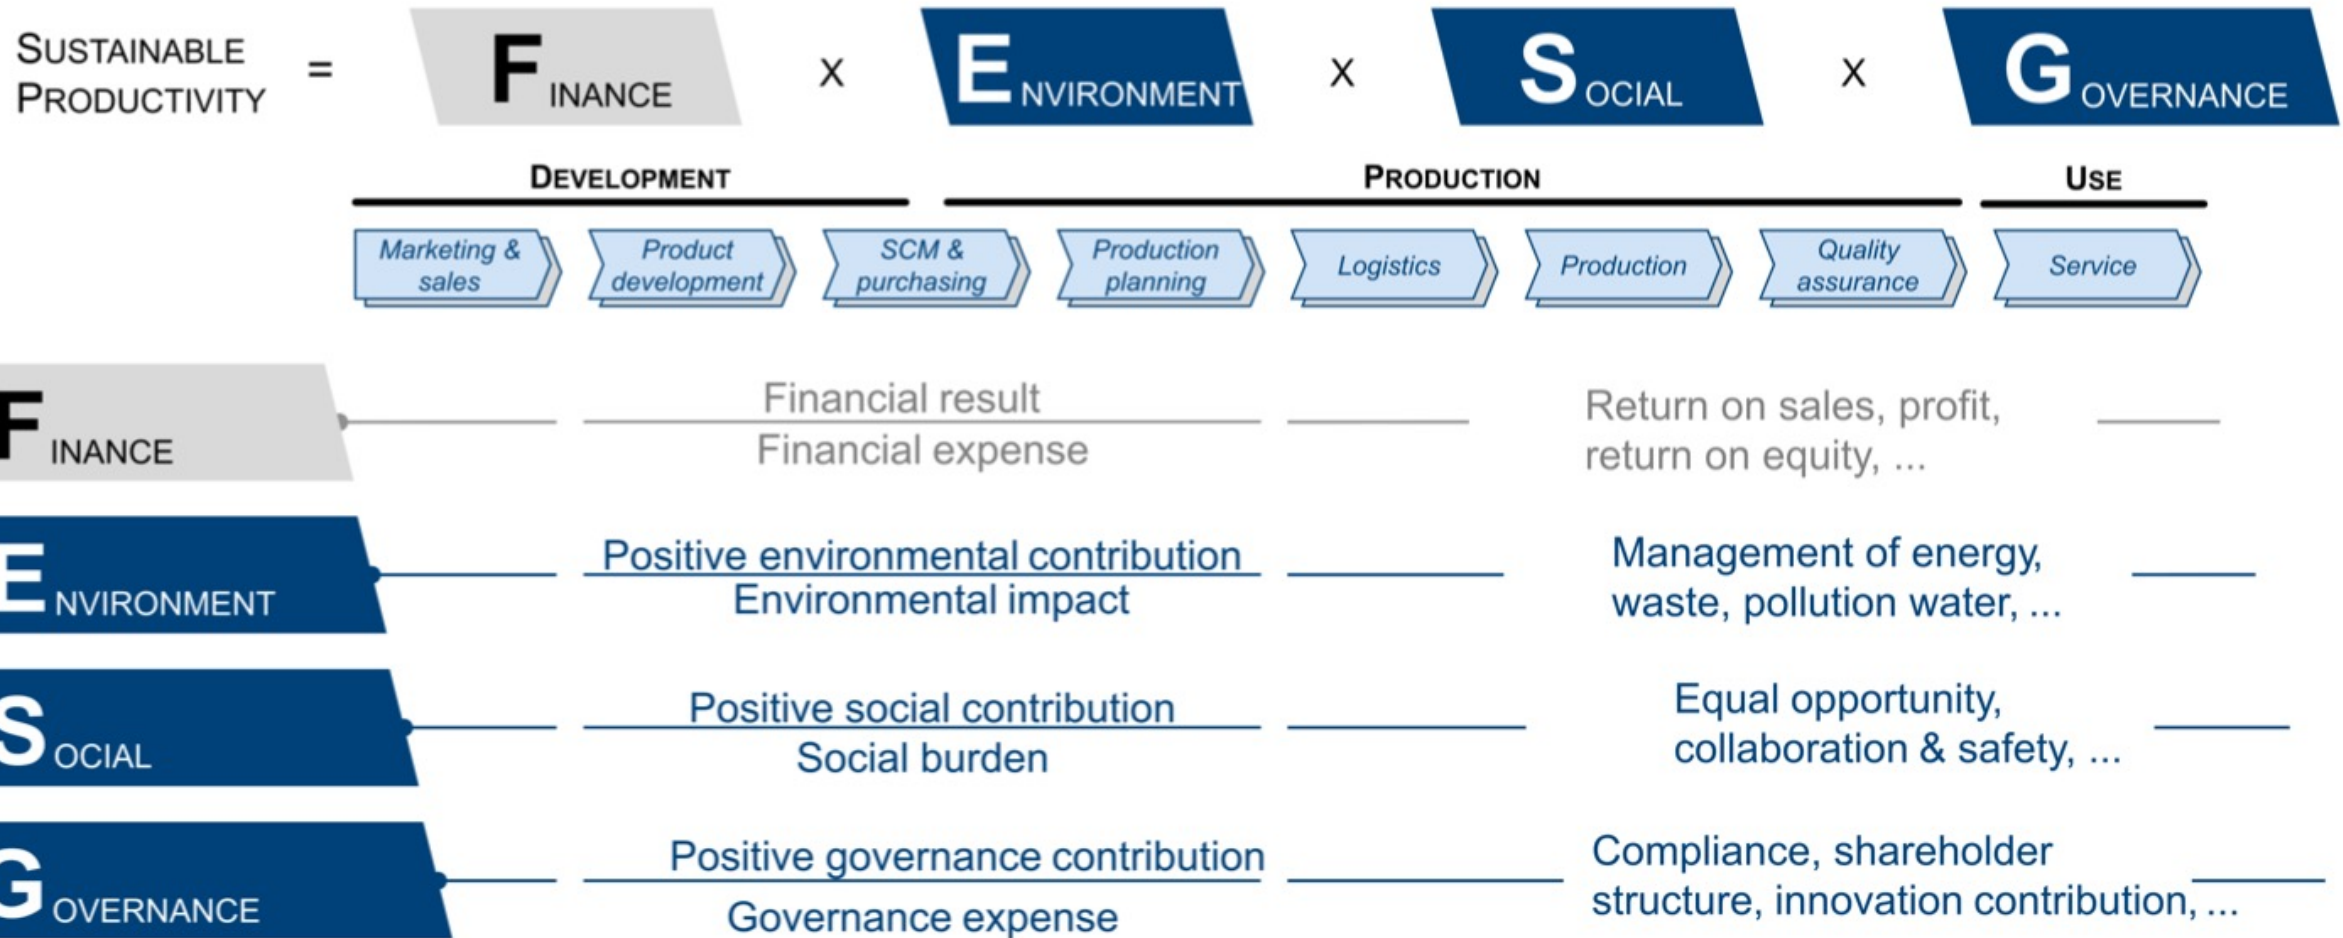 SUSTAINABLE
PRODUCTIVITY
=
FINANCE
x
ENVIRONMENT
x
SOCIAL
x
GOVERNANCE
DEVELOPMENT
PRODUCTION
USE
Marketing &
sales
Product
development
SCM &
purchasing
Production
planning
Logistics
Production
Quality
assurance
Service
FINANCE
Financial result
Financial expense
Return on sales, profit,
return on equity, ...
ENVIRONMENT
Positive environmental contribution
Environmental impact
Management of energy,
waste, pollution water, ...
SOCIAL
Positive social contribution
Social burden
Equal opportunity,
collaboration & safety, ...
GOVERNANCE
Positive governance contribution
Governance expense
Compliance, shareholder
structure, innovation contribution, ...